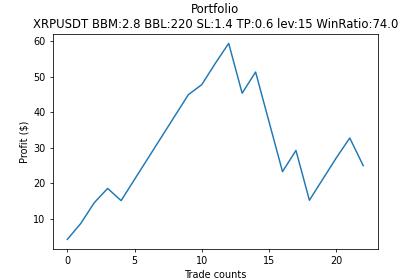 Portfolio
XRPUSDT BBM:2.8 BBL:220 SL:1.4 TP:0.6 lev:15 WinRatio:74.0
60
50
40
30
20
10
Profit ($)
0 5 10 15 20
Trade counts